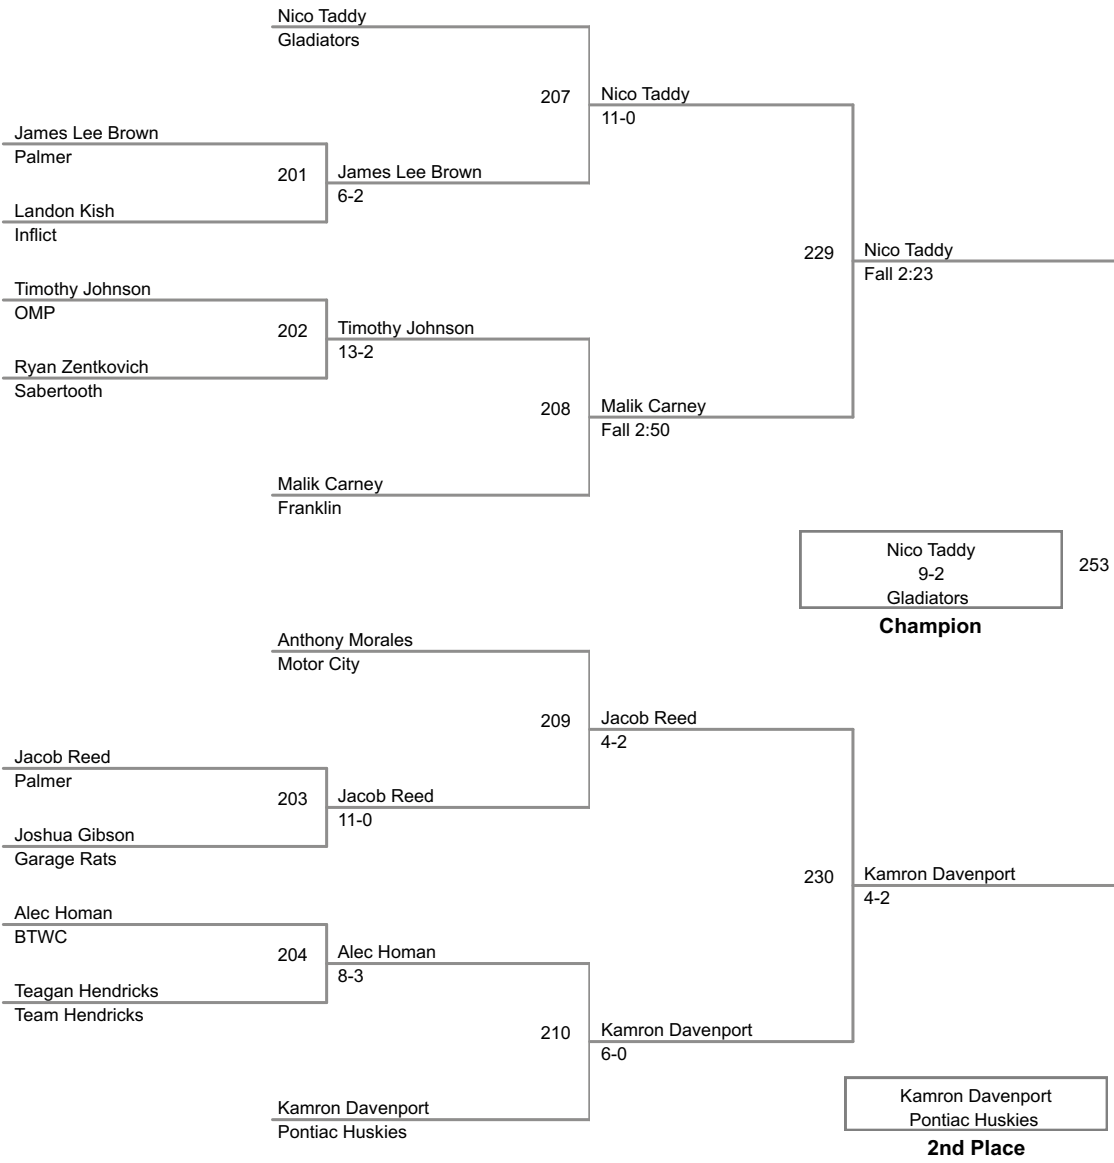 Nico Taddy
Gladiators
207
Nico Taddy
11-0
James Lee Brown
Palmer
201
James Lee Brown
6-2
Landon Kish
Inflict
229
Nico Taddy
Fall 2:23
Timothy Johnson
OMP
202
Timothy Johnson
13-2
Ryan Zentkovich
Sabertooth
208
Malik Carney
Fall 2:50
Malik Carney
Franklin
Nico Taddy
9-2
Gladiators
253
Champion
Anthony Morales
Motor City
209
Jacob Reed
4-2
Jacob Reed
Palmer
203
Jacob Reed
11-0
Joshua Gibson
Garage Rats
230
Kamron Davenport
4-2
Alec Homan
BTWC
204
Alec Homan
8-3
Teagan Hendricks
Team Hendricks
210
Kamron Davenport
6-0
Kamron Davenport
Pontiac Huskies
Kamron Davenport
Pontiac Huskies
2nd Place